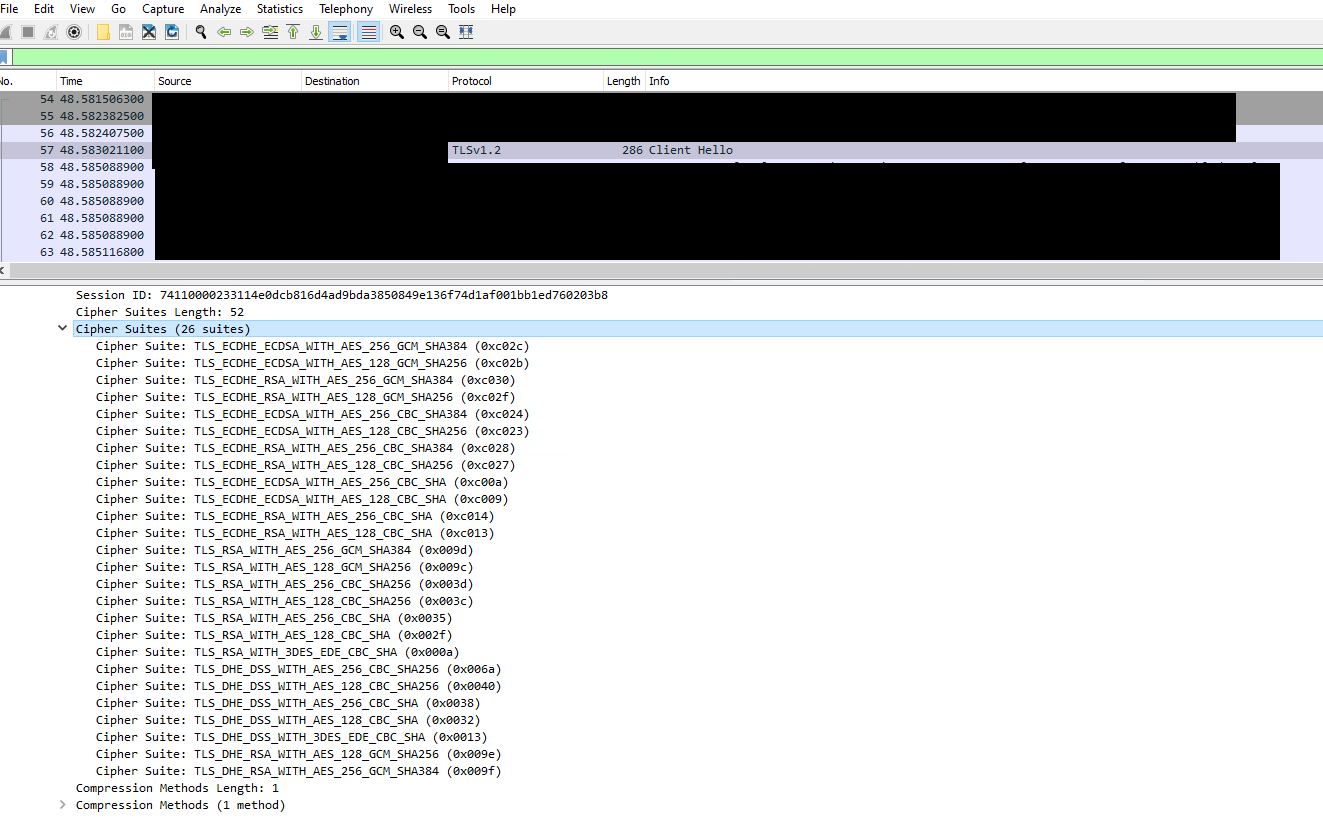 File Edit View Go Capture Analyze Statistics Telephony Wireless Tools Help
No. Time Source Destination Protocol Length Info
54 48.581506300
55 48.582382500
56 48.582407500
57 48.583021100 TLSv1.2 286 Client Hello
58 48.585088900
59 48.585088900
60 48.585088900
61 48.585088900
62 48.585088900
63 48.585116800
Session ID: 74110000233114e0dcb816d4ad9bda3850849e136f74d1af001bb1ed760203b8
Cipher Suites Length: 52
Cipher Suites (26 suites)
Cipher Suite: TLS_ECDHE_ECDSA_WITH_AES_256_GCM_SHA384 (0xc02c)
Cipher Suite: TLS_ECDHE_ECDSA_WITH_AES_128_GCM_SHA256 (0xc02b)
Cipher Suite: TLS_ECDHE_RSA_WITH_AES_256_GCM_SHA384 (0xc030)
Cipher Suite: TLS_ECDHE_RSA_WITH_AES_128_GCM_SHA256 (0xc02f)
Cipher Suite: TLS_ECDHE_ECDSA_WITH_AES_256_CBC_SHA384 (0xc024)
Cipher Suite: TLS_ECDHE_ECDSA_WITH_AES_128_CBC_SHA256 (0xc023)
Cipher Suite: TLS_ECDHE_RSA_WITH_AES_256_CBC_SHA384 (0xc028)
Cipher Suite: TLS_ECDHE_RSA_WITH_AES_128_CBC_SHA256 (0xc027)
Cipher Suite: TLS_ECDHE_ECDSA_WITH_AES_256_CBC_SHA (0xc00a)
Cipher Suite: TLS_ECDHE_ECDSA_WITH_AES_128_CBC_SHA (0xc009)
Cipher Suite: TLS_ECDHE_RSA_WITH_AES_256_CBC_SHA (0xc014)
Cipher Suite: TLS_ECDHE_RSA_WITH_AES_128_CBC_SHA (0xc013)
Cipher Suite: TLS_RSA_WITH_AES_256_GCM_SHA384 (0x009d)
Cipher Suite: TLS_RSA_WITH_AES_128_GCM_SHA256 (0x009c)
Cipher Suite: TLS_RSA_WITH_AES_256_CBC_SHA256 (0x003d)
Cipher Suite: TLS_RSA_WITH_AES_128_CBC_SHA256 (0x003c)
Cipher Suite: TLS_RSA_WITH_AES_256_CBC_SHA (0x0035)
Cipher Suite: TLS_RSA_WITH_AES_128_CBC_SHA (0x002f)
Cipher Suite: TLS_RSA_WITH_3DES_EDE_CBC_SHA (0x000a)
Cipher Suite: TLS_DHE_DSS_WITH_AES_256_CBC_SHA256 (0x006a)
Cipher Suite: TLS_DHE_DSS_WITH_AES_128_CBC_SHA256 (0x0040)
Cipher Suite: TLS_DHE_DSS_WITH_AES_256_CBC_SHA (0x0038)
Cipher Suite: TLS_DHE_DSS_WITH_AES_128_CBC_SHA (0x0032)
Cipher Suite: TLS_DHE_DSS_WITH_3DES_EDE_CBC_SHA (0x0013)
Cipher Suite: TLS_DHE_RSA_WITH_AES_128_GCM_SHA256 (0x009e)
Cipher Suite: TLS_DHE_RSA_WITH_AES_256_GCM_SHA384 (0x009f)
Compression Methods Length: 1
Compression Methods (1 method)